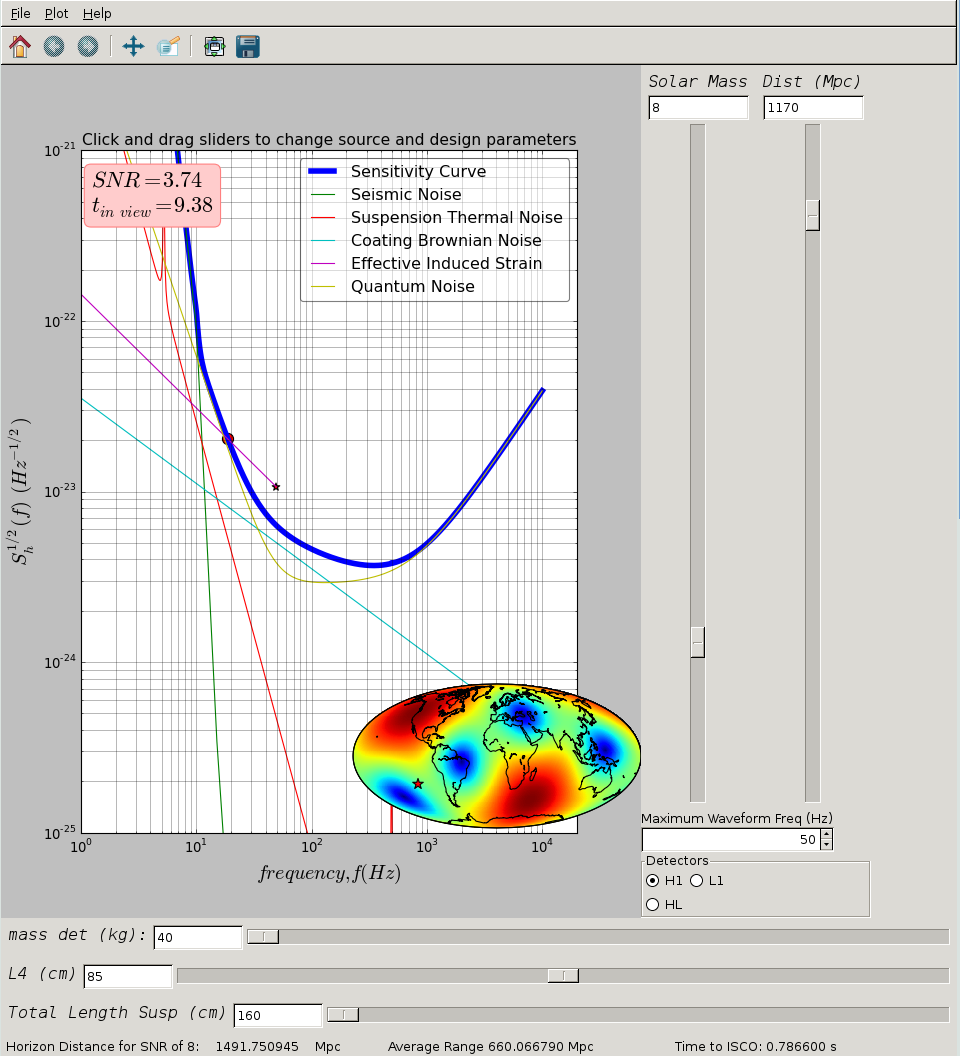 File Plot Help
Solar Mass Dist (Mpc)
8 1170
Click and drag sliders to change source and design parameters
SNR=3.74
t_in view=9.38
Sensitivity Curve
Seismic Noise
Suspension Thermal Noise
Coating Brownian Noise
Effective Induced Strain
Quantum Noise
10^-21
10^-22
10^-23
10^-24
10^-25
S_h^1/2(f) (Hz^-1/2)
10^0 10^1 10^2 10^3 10^4
frequency,f(Hz)
Maximum Waveform Freq (Hz)
50
Detectors
H1 L1
HL
mass det (kg): 40
L4 (cm) 85
Total Length Susp (cm) 160
Horizon Distance for SNR of 8: 1491.750945 Mpc Average Range 660.066790 Mpc Time to ISCO: 0.786600 s